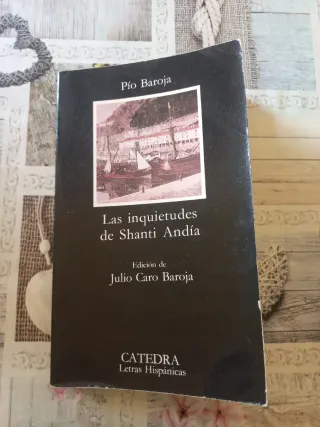 Pío Baroja
Las inquietudes
de Shanti Andía
Edición de
Julio Caro Baroja
CATEDRA
Letras Hispánicas